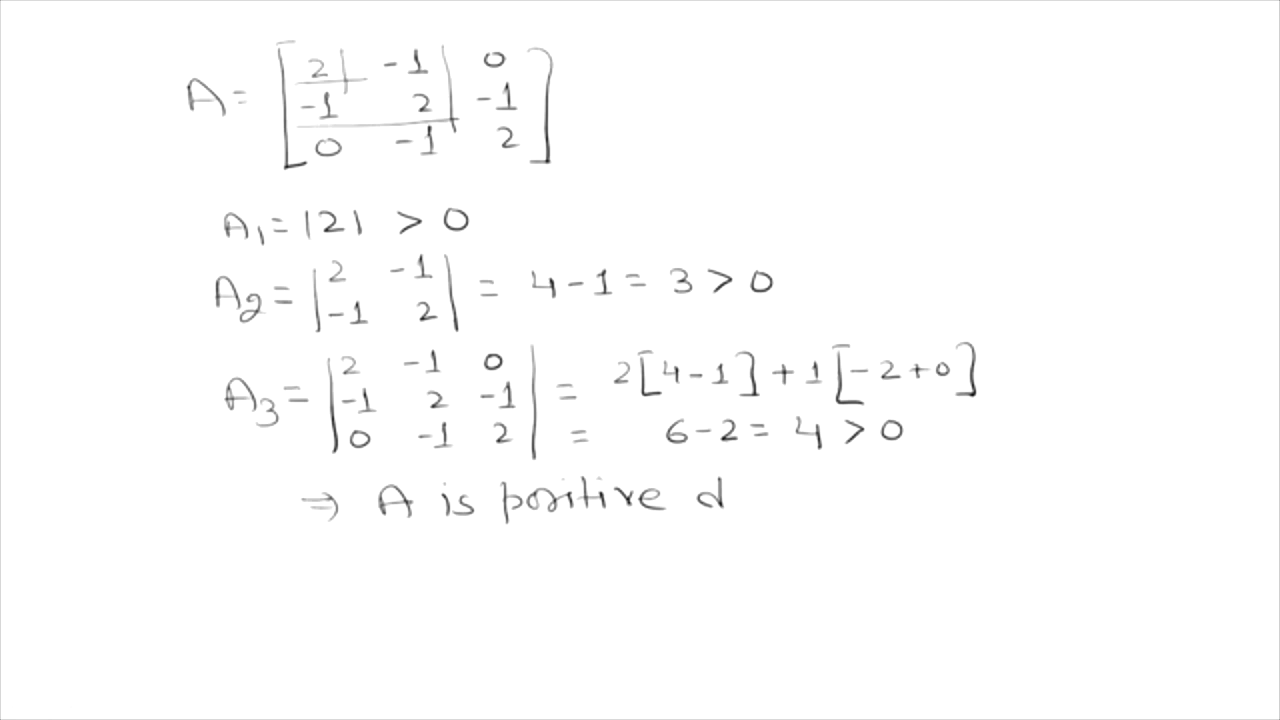 A = [ 2 -1 0
-1 2 -1
0 -1 2 ]
A₁ = |2| > 0
A₂ = | 2 -1
-1 2 | = 4 - 1 = 3 > 0
A₃ = | 2 -1 0
-1 2 -1 | = 2[4-1] + 1[-2+0]
0 -1 2 | = 6-2 = 4 > 0
⇒ A is positive d